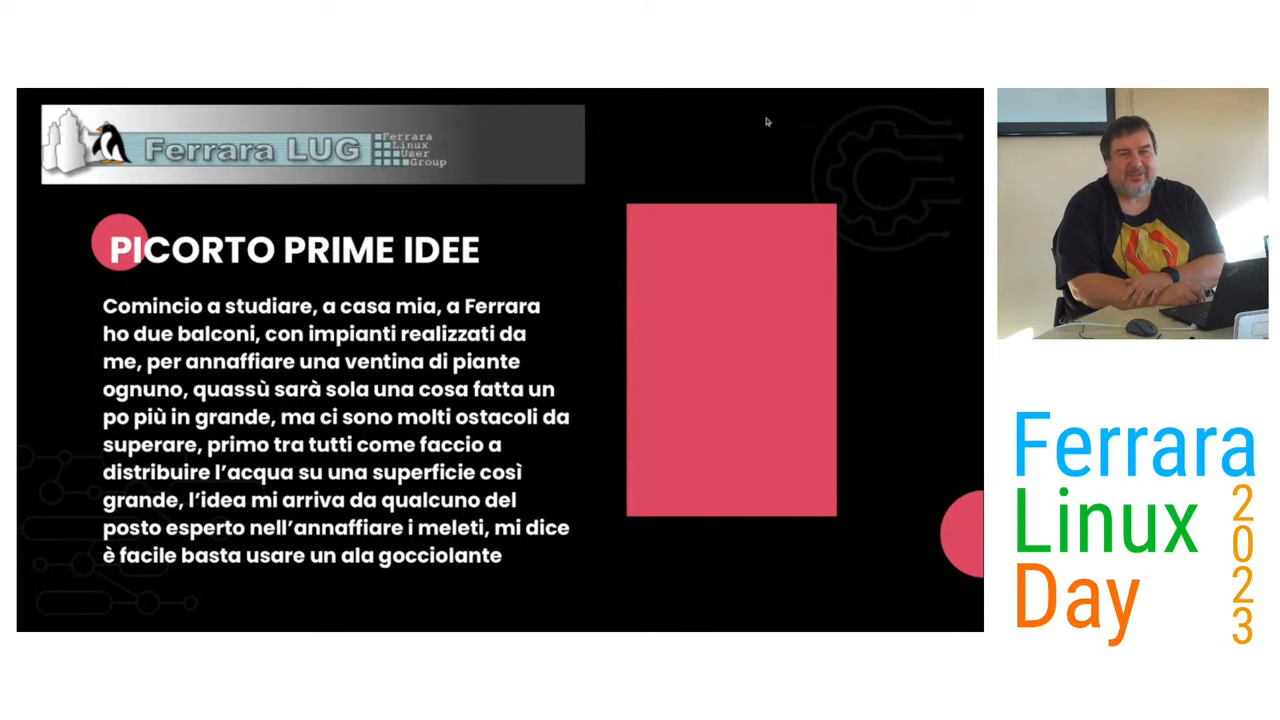 Ferrara LUG
Ferrara
Linux
User
Group
PICORTO PRIME IDEE
Comincio a studiare, a casa mia, a Ferrara
ho due balconi, con impianti realizzati da
me, per annaffiare una ventina di piante
ognuno, quassù sarà sola una cosa fatta un
po più in grande, ma ci sono molti ostacoli da
superare, primo tra tutti come faccio a
distribuire l'acqua su una superficie così
grande, l'idea mi arriva da qualcuno del
posto esperto nell'annaffiare i meleti, mi dice
è facile basta usare un ala gocciolante
Ferrara
Linux
Day
2023